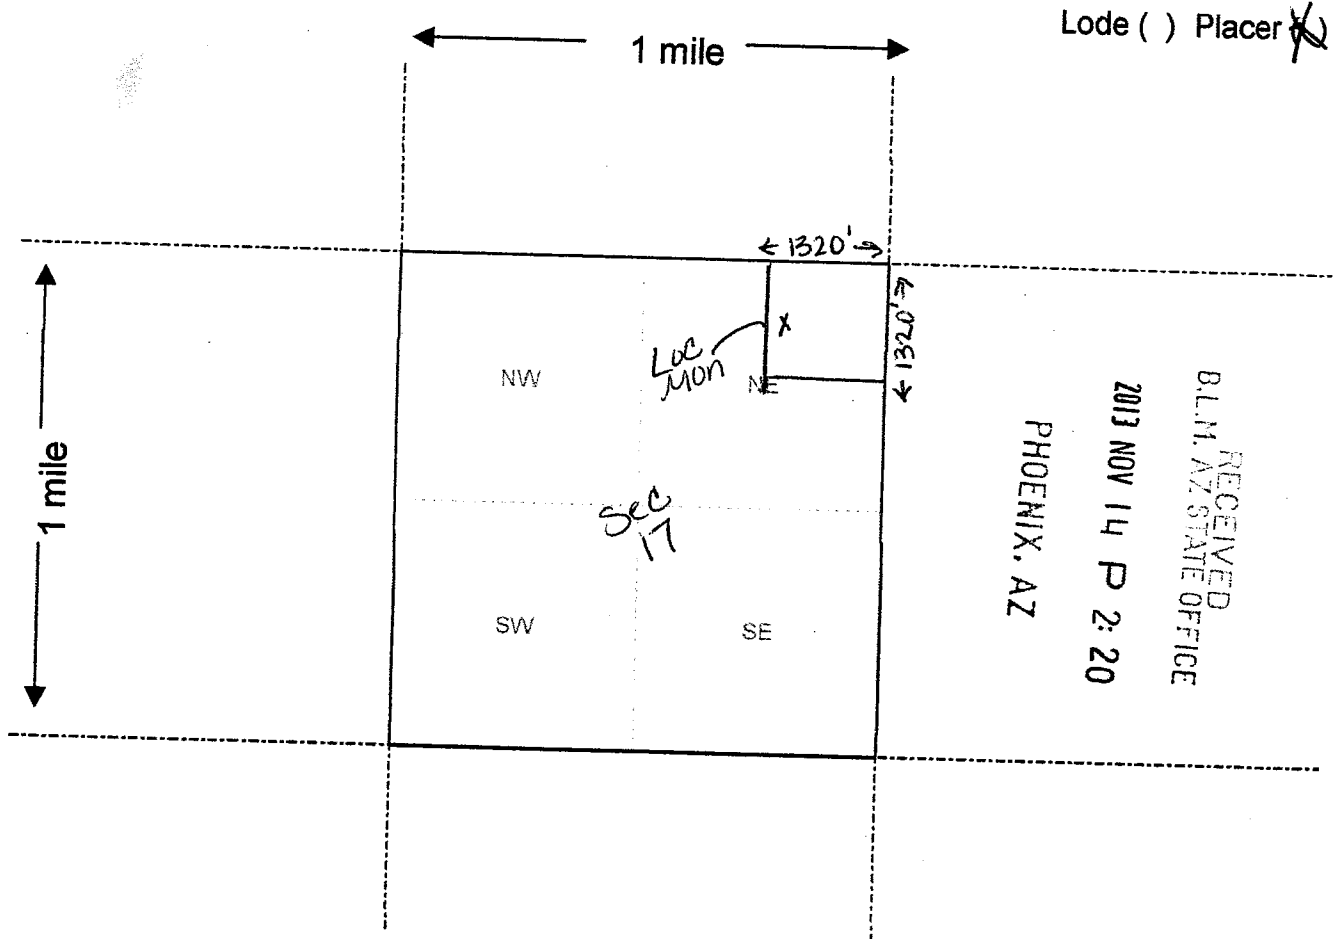 Lode ( ) Placer (X)
1 mile
1320'
1320'
X
Loc
Mon
NW
NE
1 mile
Sec
17
SW
SE
RECEIVED
B.L.M. AZ STATE OFFICE
2013 NOV 14 P 2:20
PHOENIX, AZ